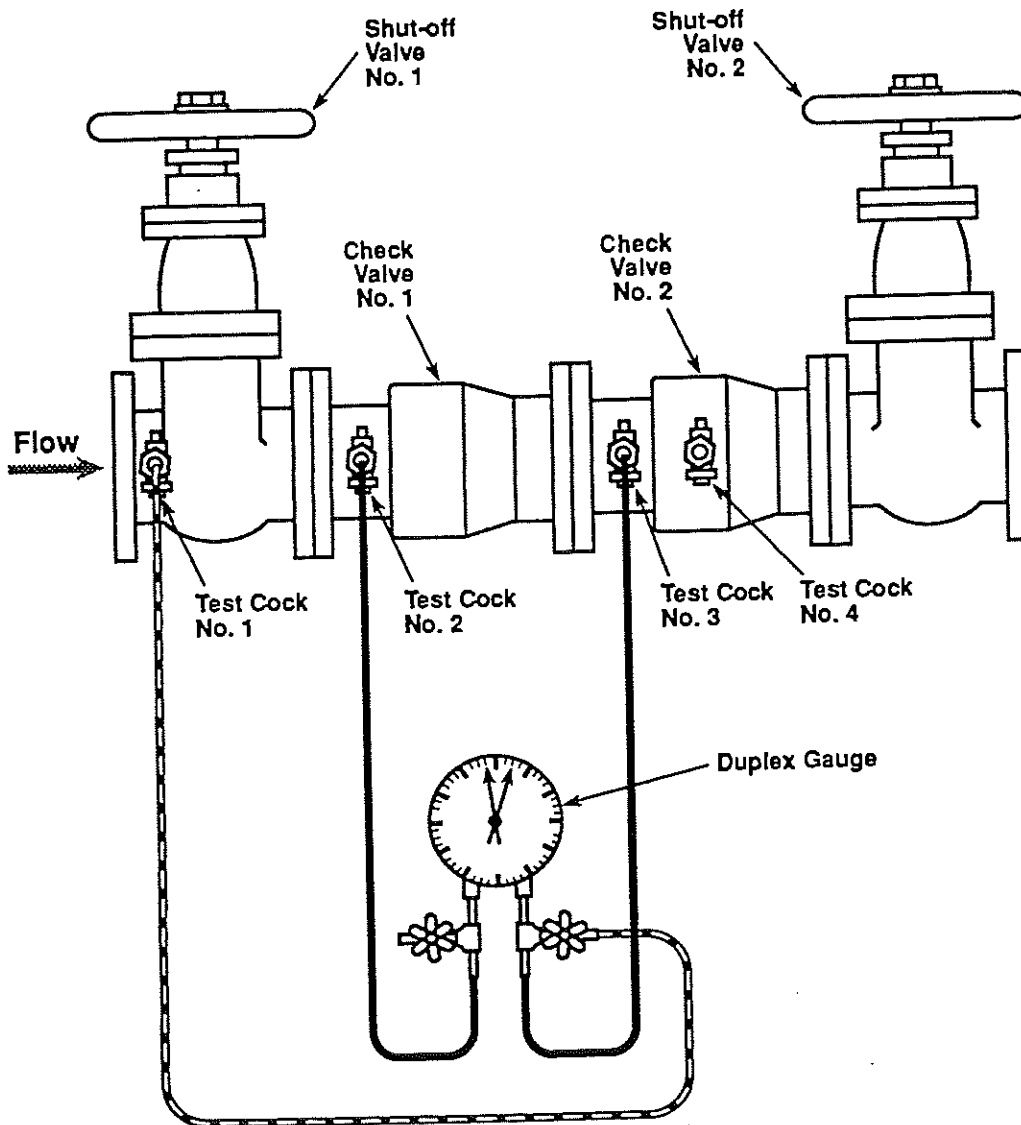 Shut-off
Valve
No. 1
Shut-off
Valve
No. 2
Check
Valve
No. 1
Check
Valve
No. 2
Flow
Test Cock
No. 1
Test Cock
No. 2
Test Cock
No. 3
Test Cock
No. 4
Duplex Gauge